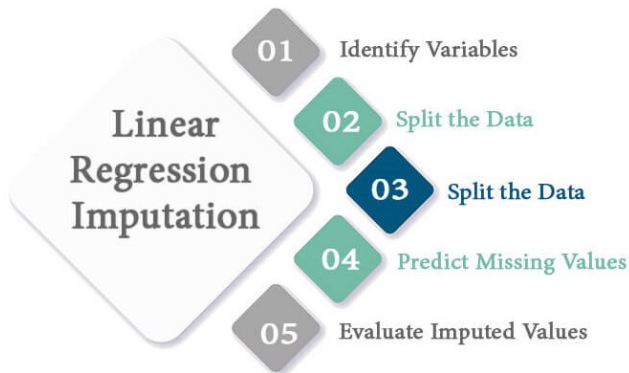 Linear
Regression
Imputation
01 Identify Variables
02 Split the Data
03 Split the Data
04 Predict Missing Values
05 Evaluate Imputed Values